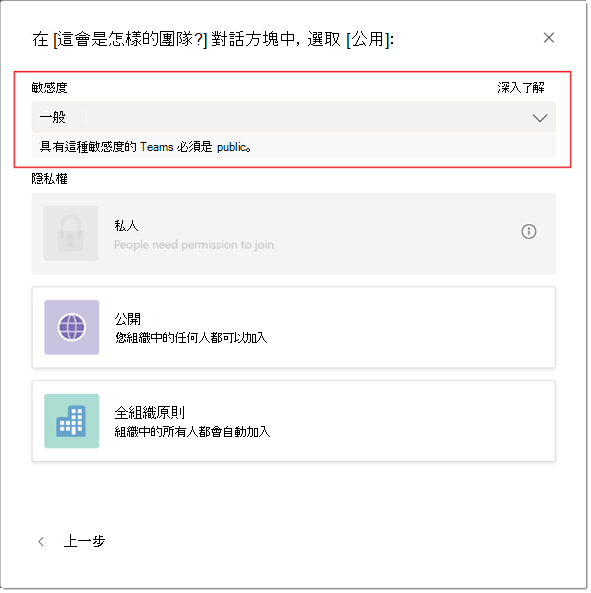 在 [這會是怎樣的團隊?] 對話方塊中, 選取 [公用]:
敏感度 深入了解
一般
具有這種敏感度的 Teams 必須是 public。
隱私權
私人
People need permission to join
公開
您組織中的任何人都可以加入
全組織原則
組織中的所有人都會自動加入
上一步